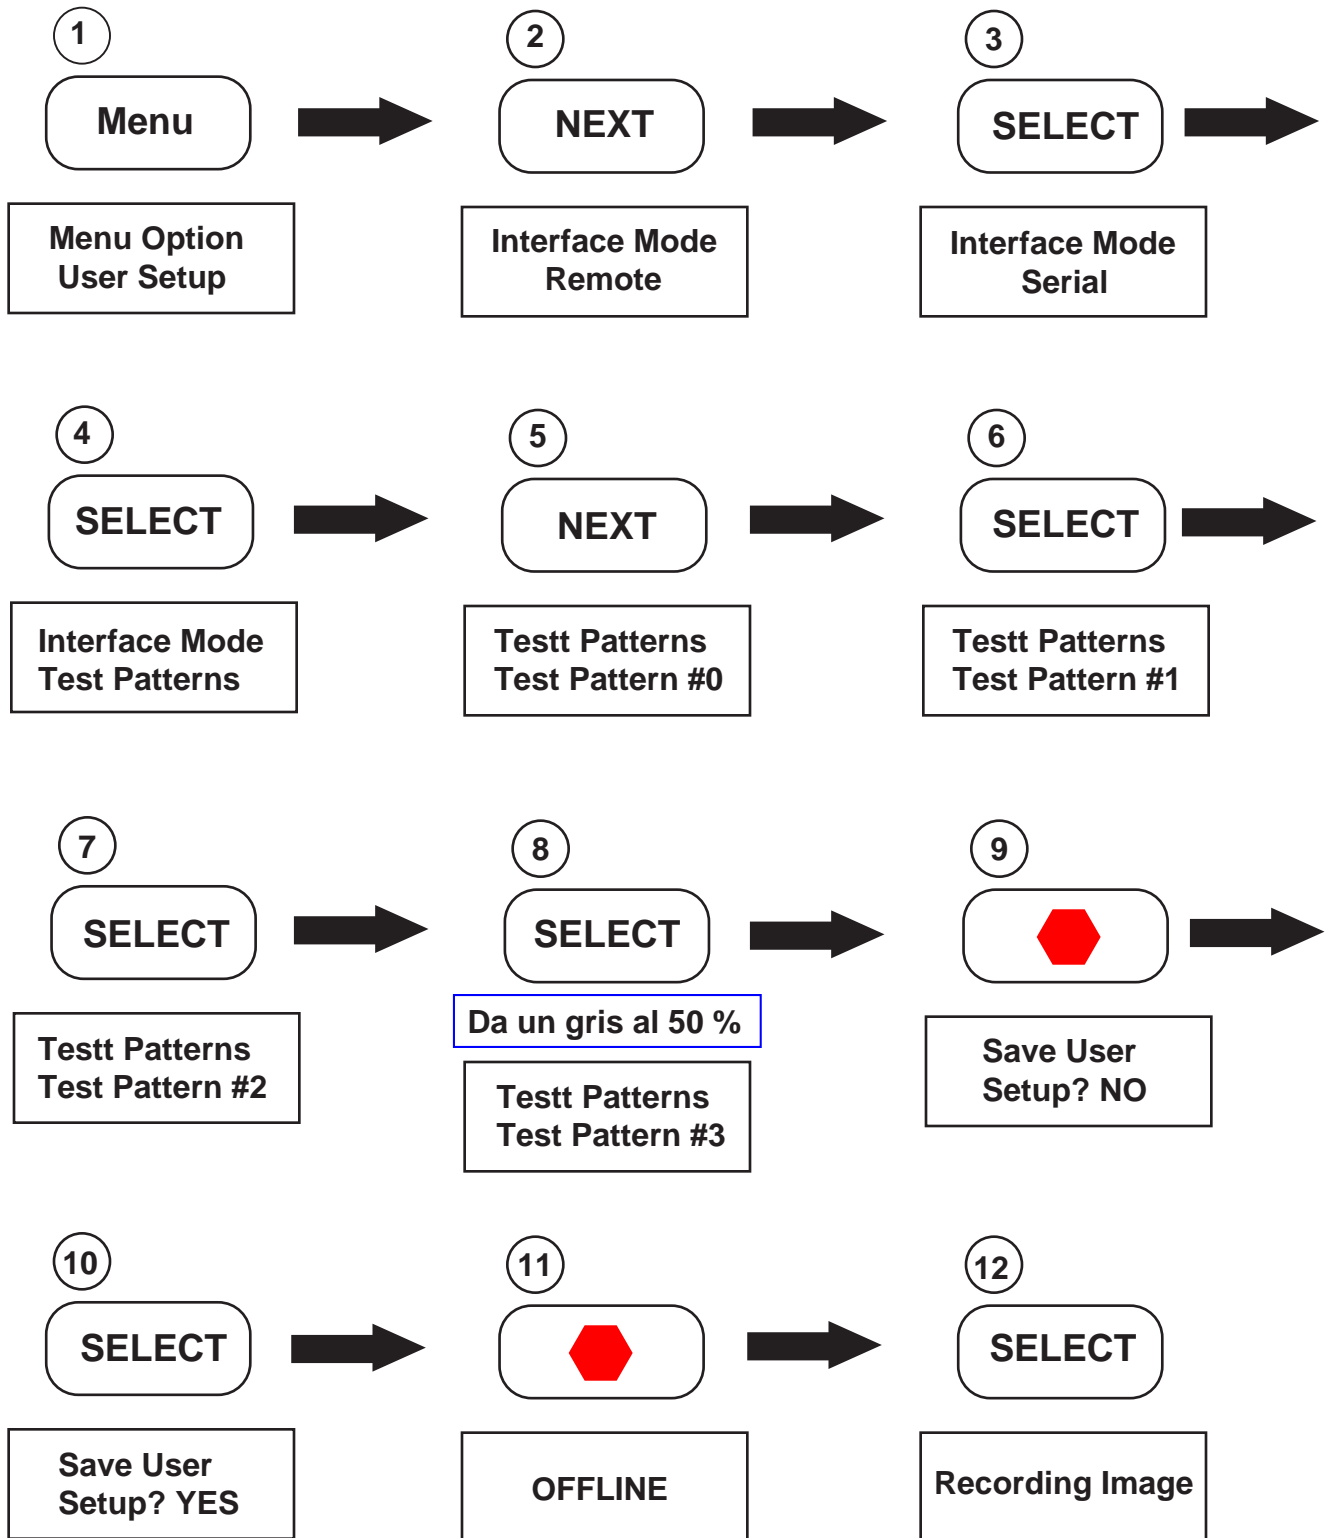 1
Menu
Menu Option
User Setup
2
NEXT
Interface Mode
Remote
3
SELECT
Interface Mode
Serial
4
SELECT
Interface Mode
Test Patterns
5
NEXT
Testt Patterns
Test Pattern #0
6
SELECT
Testt Patterns
Test Pattern #1
7
SELECT
Testt Patterns
Test Pattern #2
8
SELECT
Da un gris al 50 %
Testt Patterns
Test Pattern #3
9
Save User
Setup? NO
10
SELECT
Save User
Setup? YES
11
OFFLINE
12
SELECT
Recording Image